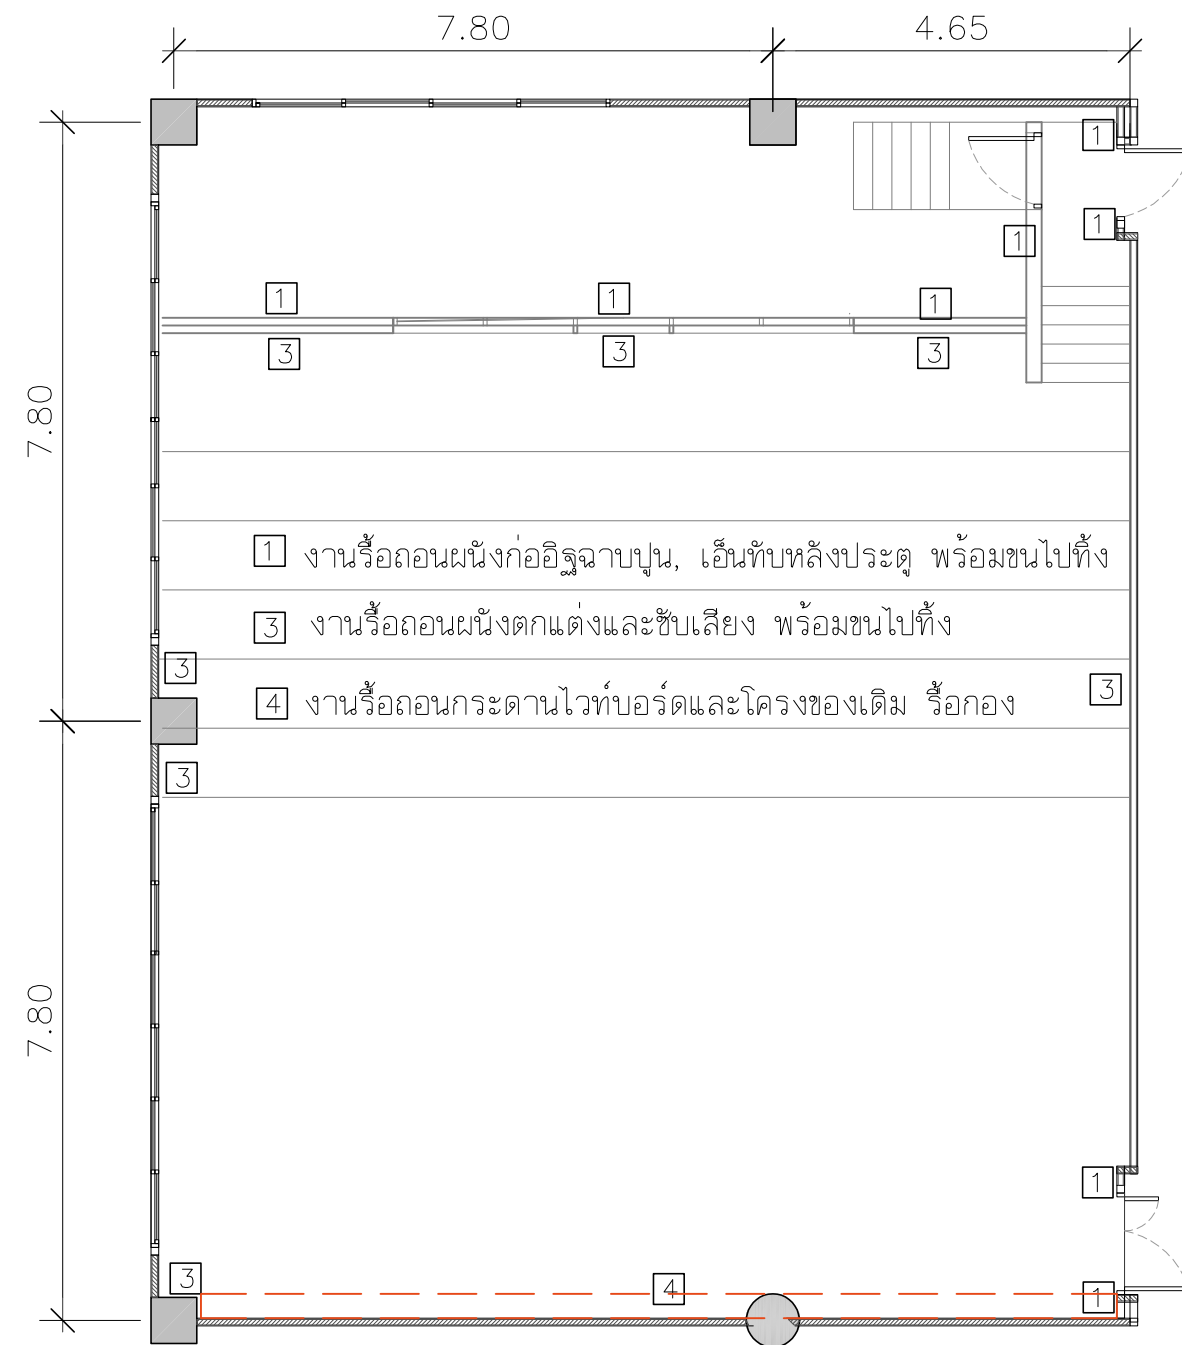 7.80 4.65
1
1
1
1 1 1
3 3 3
7.80
1 งานรื้อถอนผนังก่ออิฐฉาบปูน, เอ็นทับหลังประตู พร้อมขนไปทิ้ง
3 งานรื้อถอนผนังตกแต่งและซับเสียง พร้อมขนไปทิ้ง
3
4 งานรื้อถอนกระดานไวท์บอร์ดและโครงของเดิม รื้อกอง
3
3
7.80
1
3
4
1